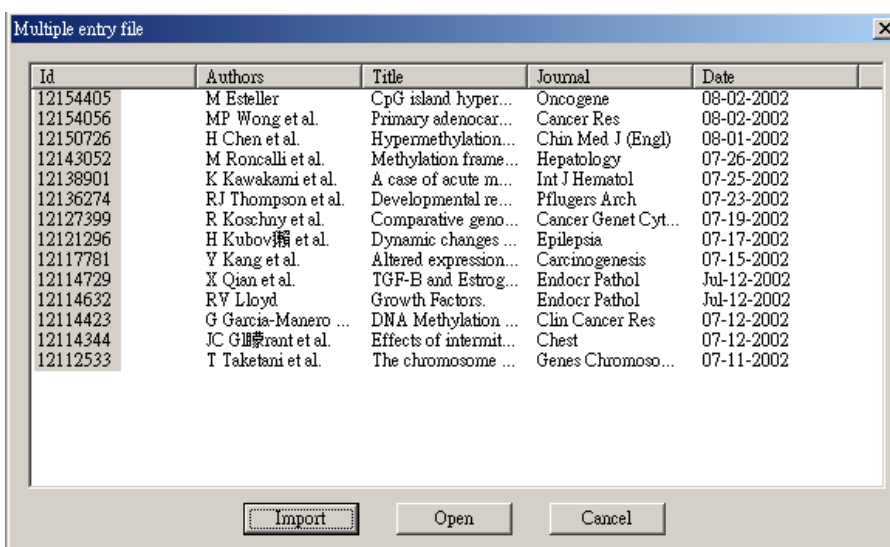 Multiple entry file
Id Authors Title Journal Date
12154405 M Esteller CpG island hyper... Oncogene 08-02-2002
12154056 MP Wong et al. Primary adenocar... Cancer Res 08-02-2002
12150726 H Chen et al. Hypermethylation... Chin Med J (Engl) 08-01-2002
12143052 M Roncalli et al. Methylation frame... Hepatology 07-26-2002
12138901 K Kawakami et al. A case of acute m... Int J Hematol 07-25-2002
12136274 RJ Thompson et al. Developmental re... Pflugers Arch 07-23-2002
12127399 R Koschny et al. Comparative geno... Cancer Genet Cyt... 07-19-2002
12121296 H Kubov獺 et al. Dynamic changes ... Epilepsia 07-17-2002
12117781 Y Kang et al. Altered expression... Carcinogenesis 07-15-2002
12114729 X Qian et al. TGF-B and Estrog... Endocr Pathol Jul-12-2002
12114632 RV Lloyd Growth Factors. Endocr Pathol Jul-12-2002
12114423 G Garcia-Manero ... DNA Methylation ... Clin Cancer Res 07-12-2002
12114344 JC Gl矇rant et al. Effects of intermit... Chest 07-12-2002
12112533 T Taketani et al. The chromosome ... Genes Chromoso... 07-11-2002
Import Open Cancel